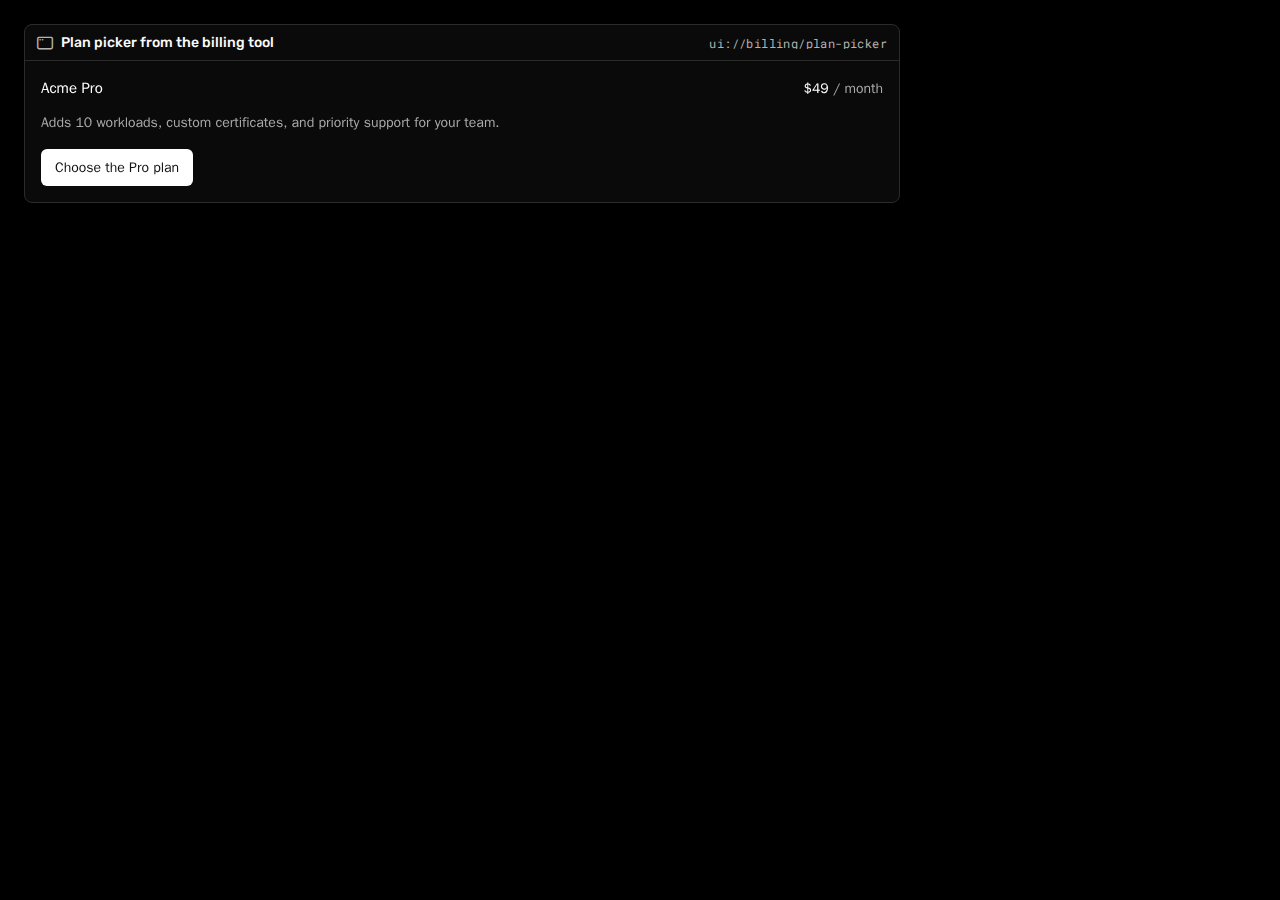 Plan picker from the billing tool
ui://billing/plan-picker
Acme Pro
$49 / month
Adds 10 workloads, custom certificates, and priority support for your team.
Choose the Pro plan